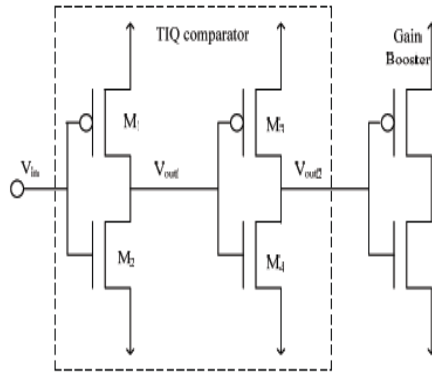 TIQ comparator
Gain
Booster
M1
M3
Vin
Vout1
Vout2
M2
M4